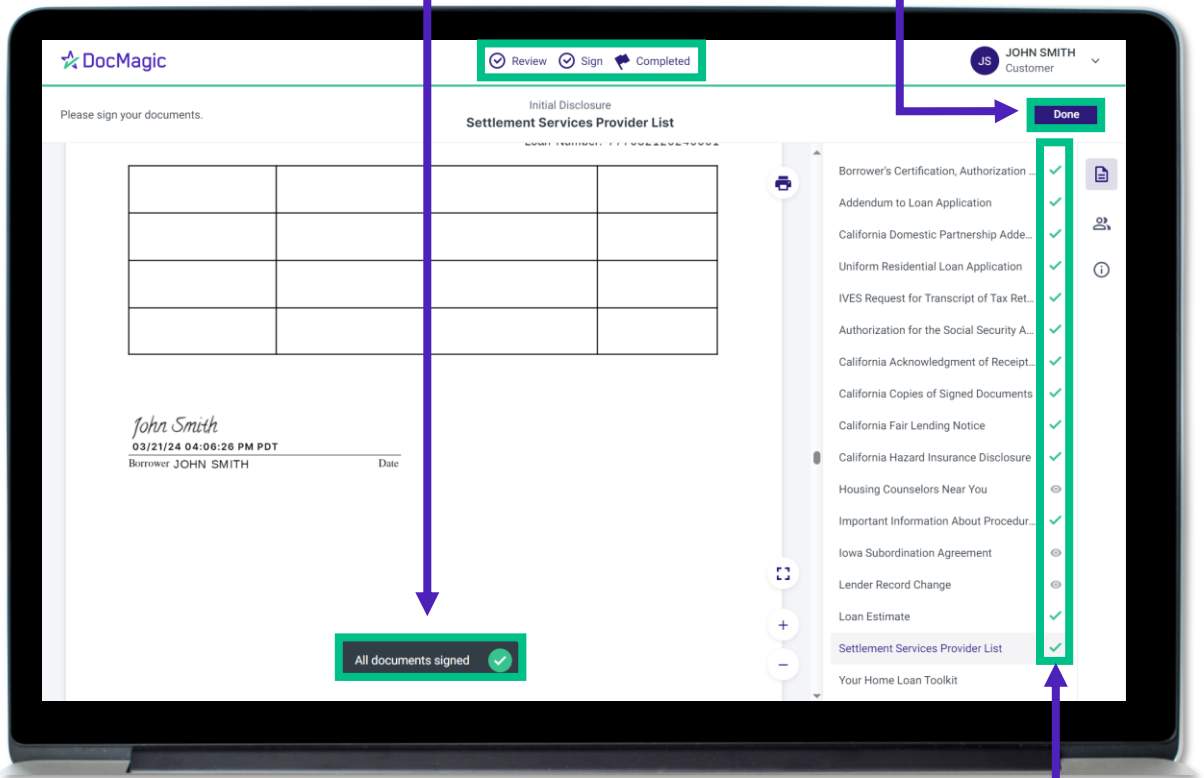 DocMagic
Review Sign Completed
JS
JOHN SMITH
Customer
Please sign your documents.
Initial Disclosure
Settlement Services Provider List
Done
John Smith
03/21/24 04:06:26 PM PDT
Borrower JOHN SMITH Date
All documents signed
Borrower's Certification, Authorization ...
Addendum to Loan Application
California Domestic Partnership Adde...
Uniform Residential Loan Application
IVES Request for Transcript of Tax Ret...
Authorization for the Social Security A...
California Acknowledgment of Receipt...
California Copies of Signed Documents
California Fair Lending Notice
California Hazard Insurance Disclosure
Housing Counselors Near You
Important Information About Procedur...
Iowa Subordination Agreement
Lender Record Change
Loan Estimate
Settlement Services Provider List
Your Home Loan Toolkit